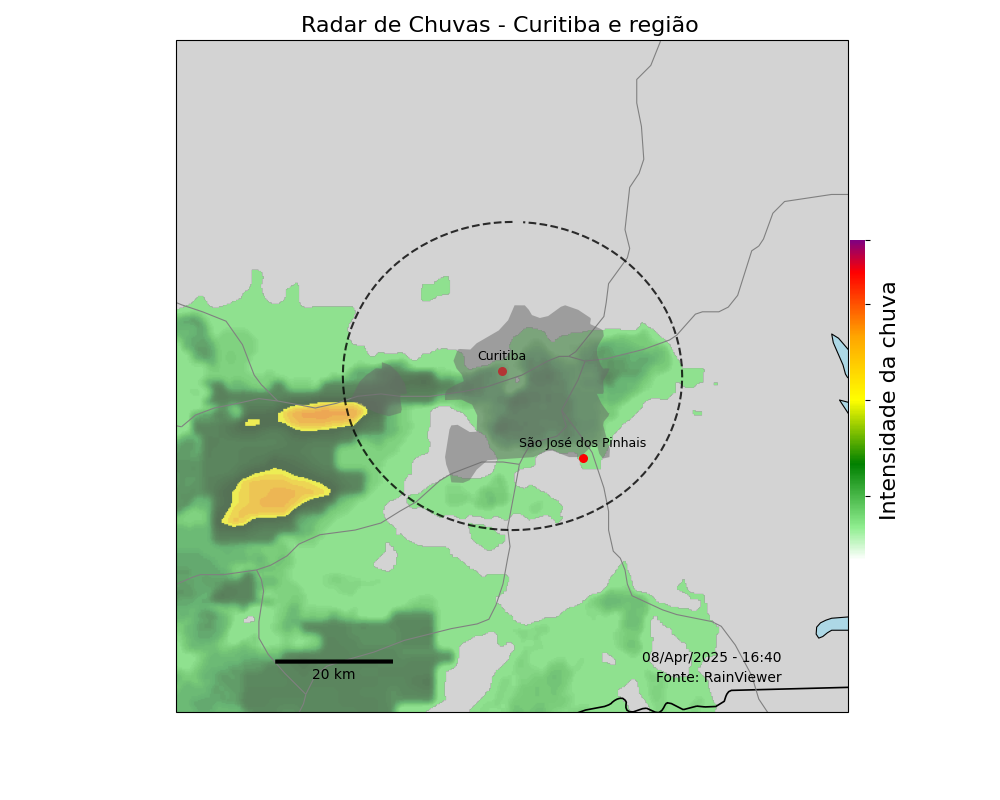 Radar de Chuvas - Curitiba e região
Curitiba
São José dos Pinhais
Intensidade da chuva
20 km
08/Apr/2025 - 16:40
Fonte: RainViewer